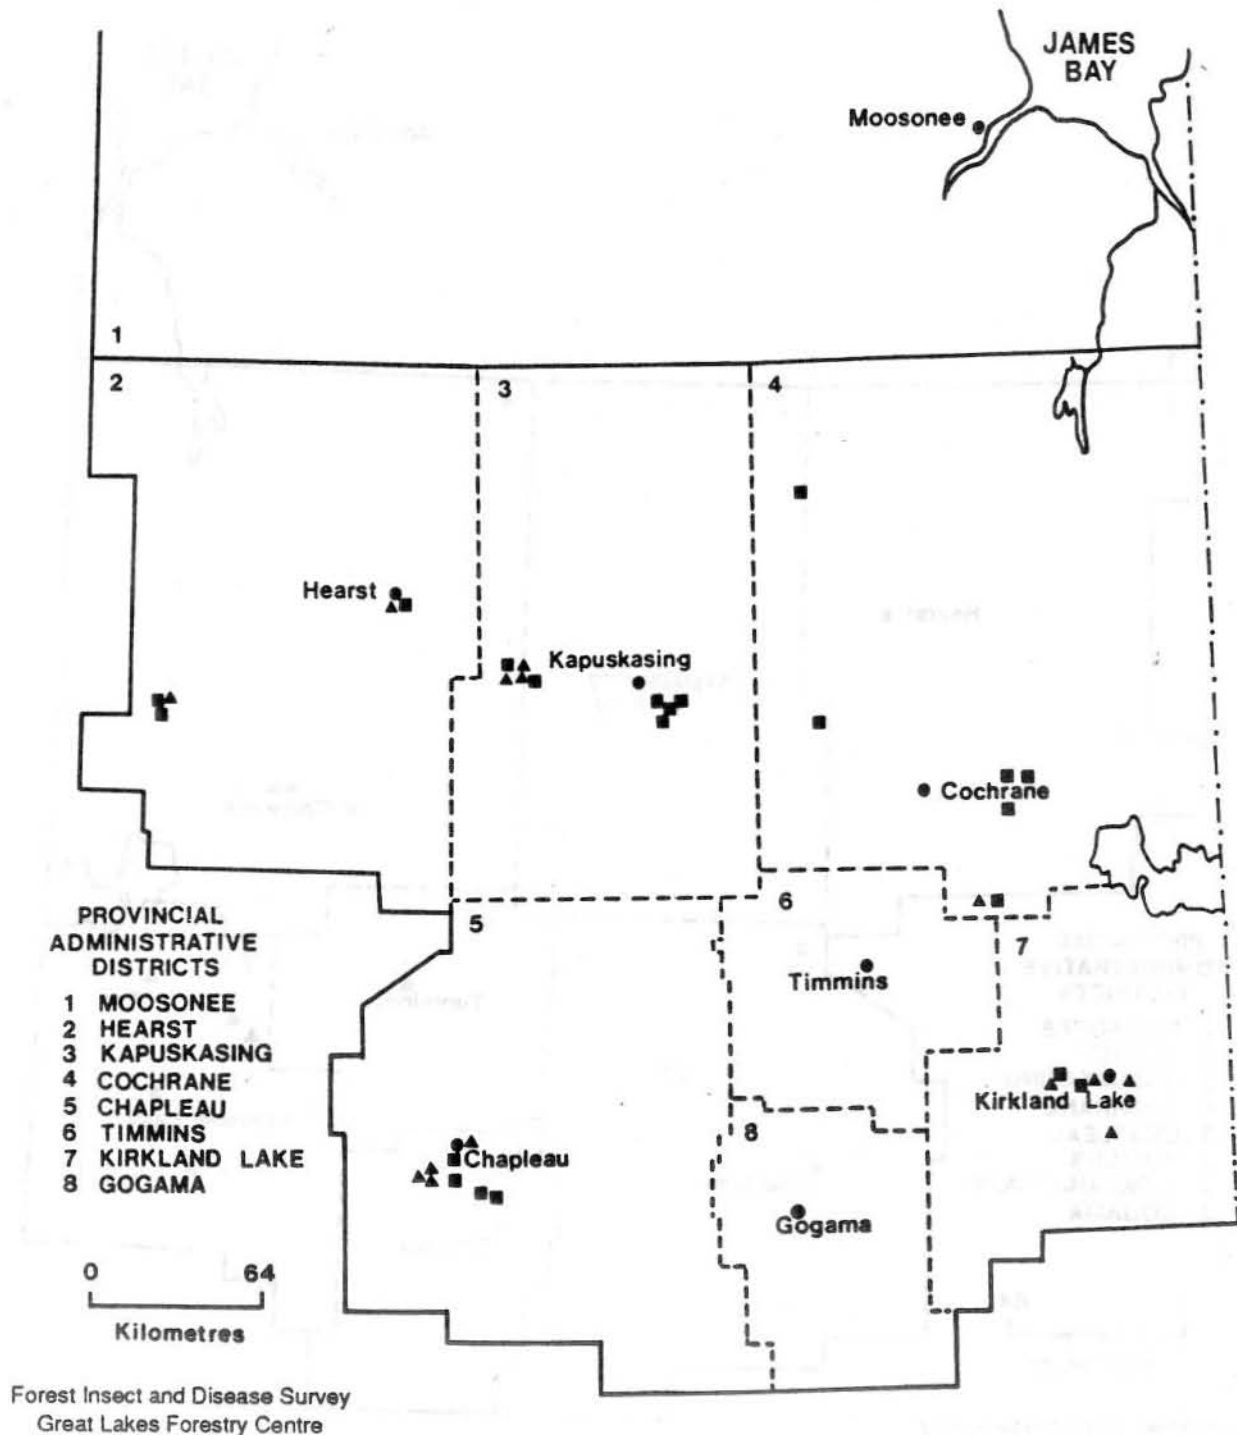 JAMES
BAY
Moosonee
1
2
3
4
Hearst
Kapuskasing
Cochrane
PROVINCIAL
ADMINISTRATIVE
DISTRICTS
1 MOOSONEE
2 HEARST
3 KAPUSKASING
4 COCHRANE
5 CHAPLEAU
6 TIMMINS
7 KIRKLAND LAKE
8 GOGAMA
5
6
7
Timmins
Kirkland Lake
8
Chapleau
Gogama
0 64
Kilometres
Forest Insect and Disease Survey
Great Lakes Forestry Centre